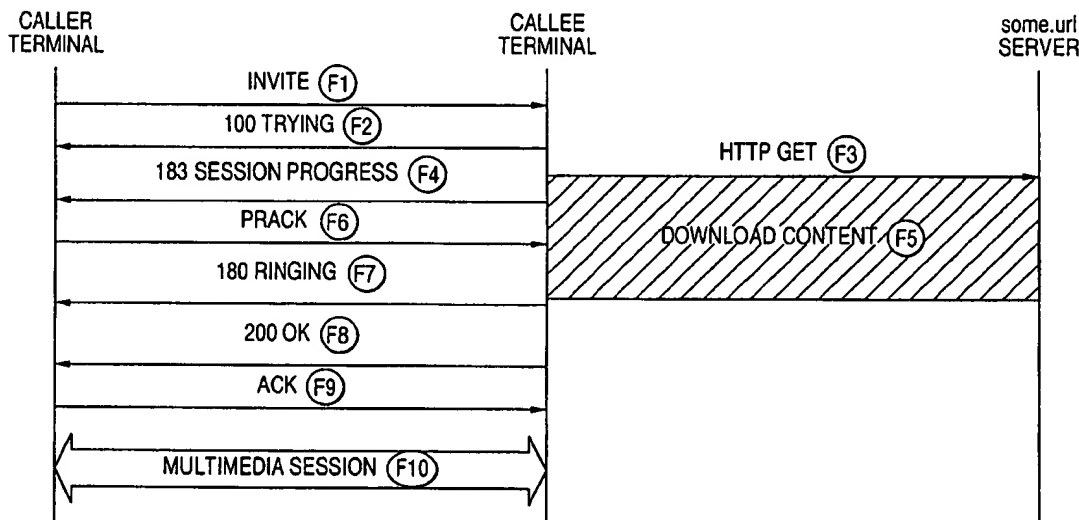 CALLER
TERMINAL
CALLEE
TERMINAL
some.url
SERVER
INVITE F1
100 TRYING F2
HTTP GET F3
183 SESSION PROGRESS F4
PRACK F6
DOWNLOAD CONTENT F5
180 RINGING F7
200 OK F8
ACK F9
MULTIMEDIA SESSION F10